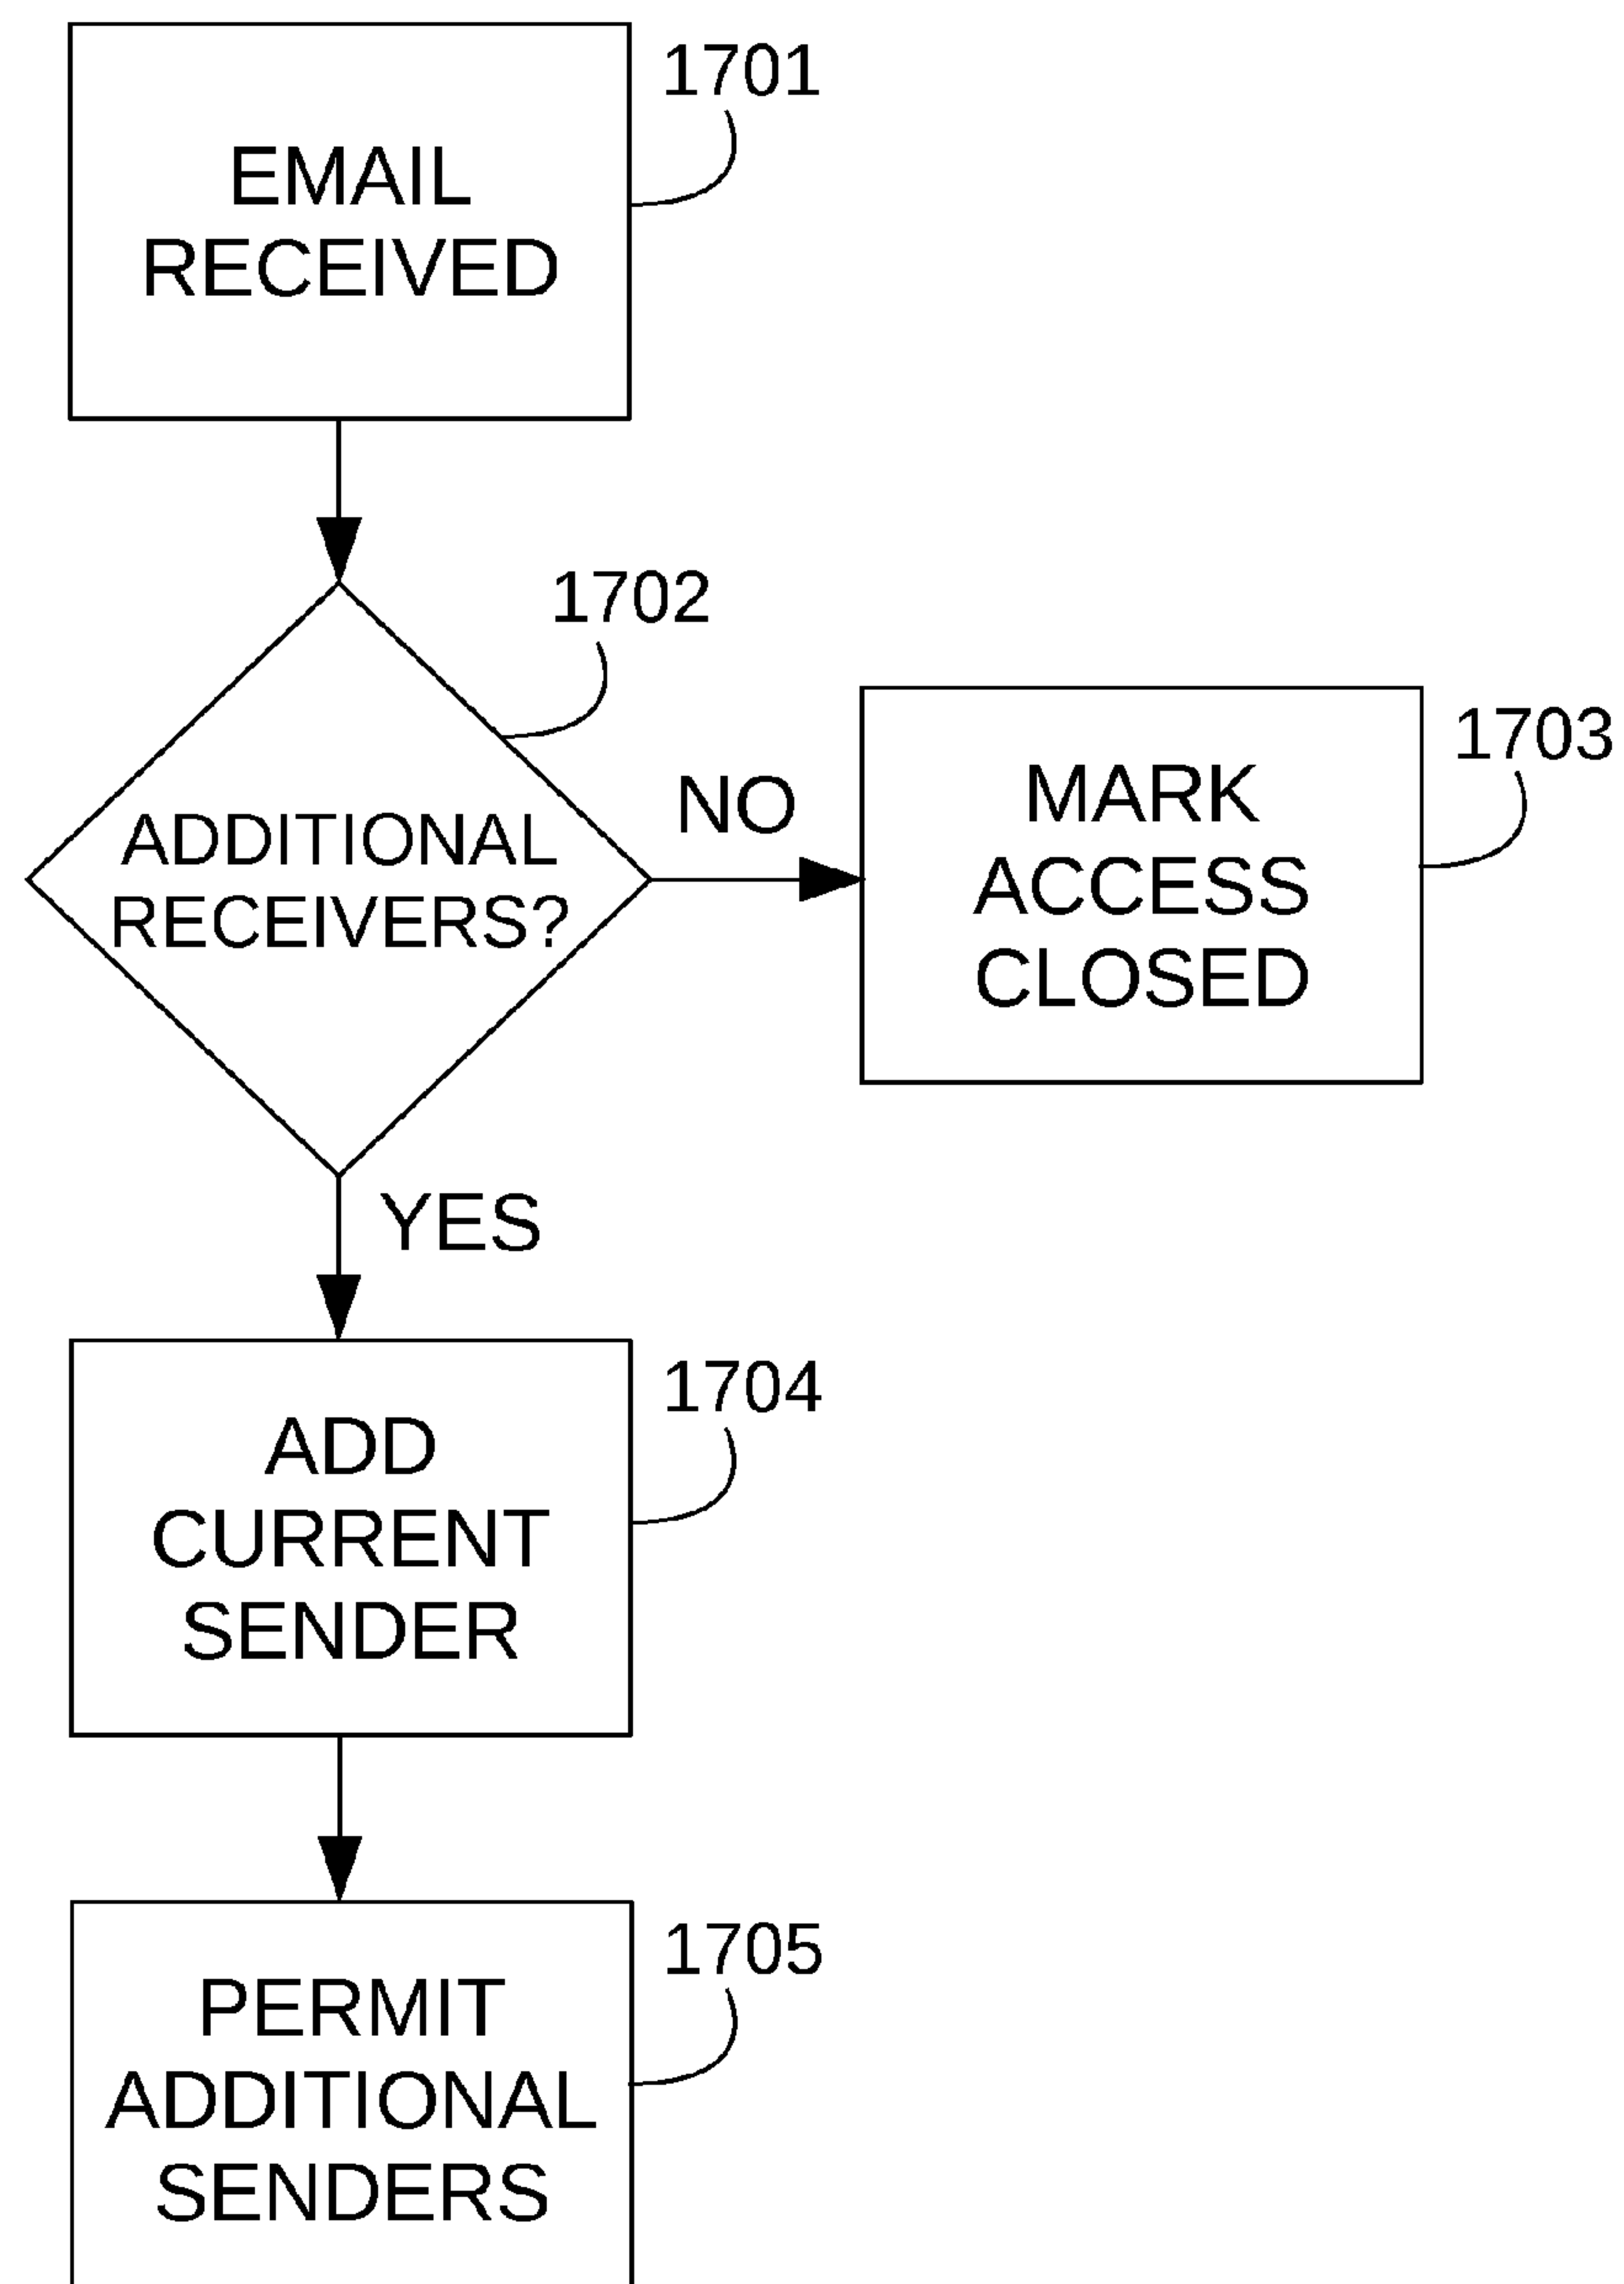 1701
EMAIL
RECEIVED
1702
ADDITIONAL
RECEIVERS?
NO
1703
MARK
ACCESS
CLOSED
YES
1704
ADD
CURRENT
SENDER
1705
PERMIT
ADDITIONAL
SENDERS